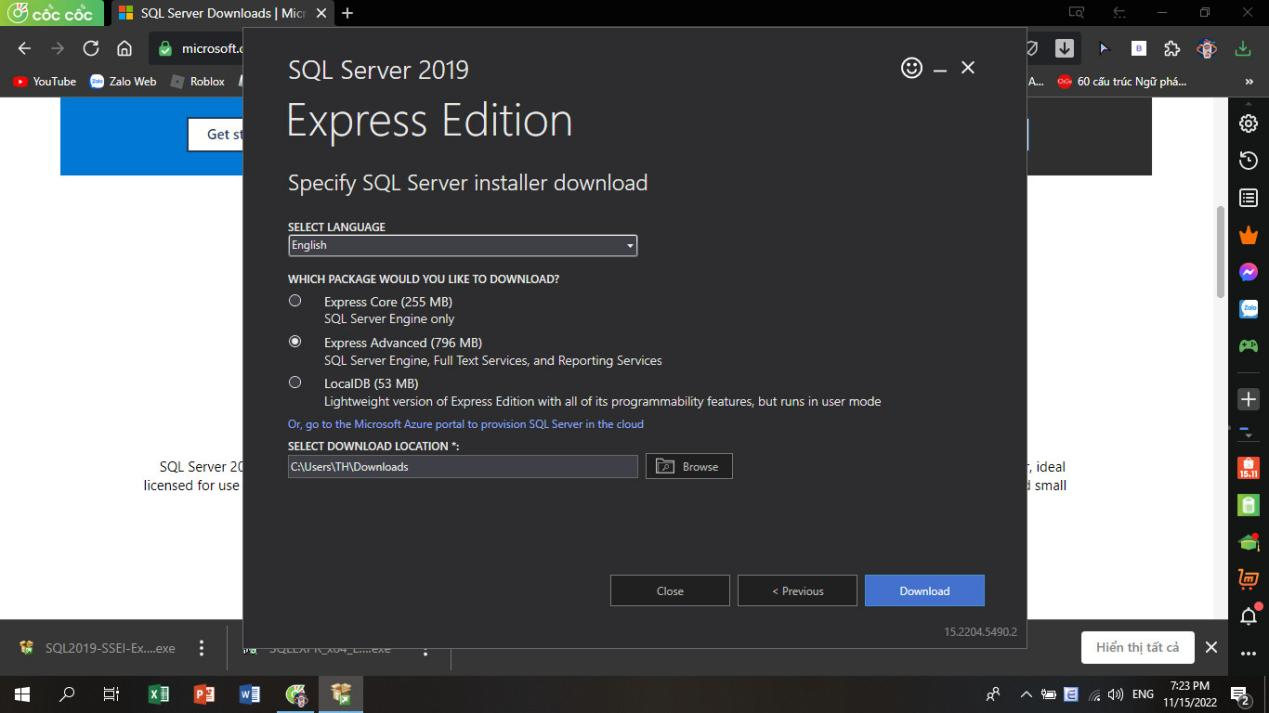 cốc cốc
SQL Server Downloads | Mic
microsoft.c
YouTube
Zalo Web
Roblox
A...
60 cấu trúc Ngữ phá...
»
Get st
SQL Server 2019
Express Edition
Specify SQL Server installer download
SELECT LANGUAGE
English
WHICH PACKAGE WOULD YOU LIKE TO DOWNLOAD?
Express Core (255 MB)
SQL Server Engine only
Express Advanced (796 MB)
SQL Server Engine, Full Text Services, and Reporting Services
LocalDB (53 MB)
Lightweight version of Express Edition with all of its programmability features, but runs in user mode
Or, go to the Microsoft Azure portal to provision SQL Server in the cloud
SELECT DOWNLOAD LOCATION *:
C:\Users\TH\Downloads
Browse
SQL Server 20
r, ideal
licensed for use
d small
Close
< Previous
Download
15.2204.5490.2
Zalo
15.11
SQL2019-SSEI-Ex....exe
Hiển thị tất cả
ENG
7:23 PM
11/15/2022
2